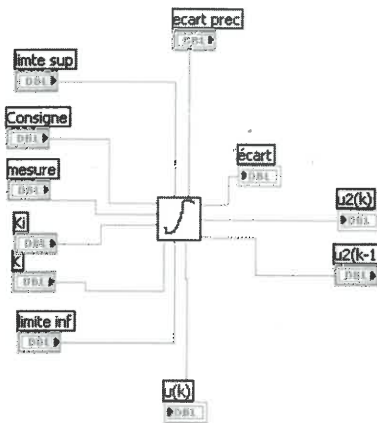 ecart prec
DBL
limte sup
DBL
Consigne
DBL
écart
DBL
mesure
DBL
u2(k)
DBL
ki
DBL
u2(k-1
DBL
k
DBL
limite inf
DBL
u(k)
DBL